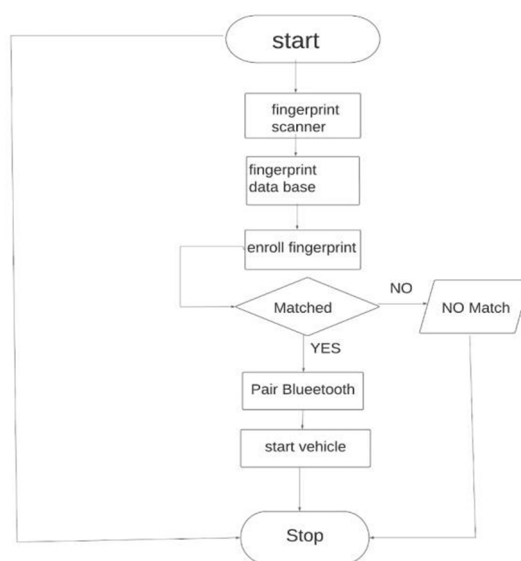 start
fingerprint
scanner
fingerprint
data base
enroll fingerprint
Matched
NO
NO Match
YES
Pair Blueetooth
start vehicle
Stop